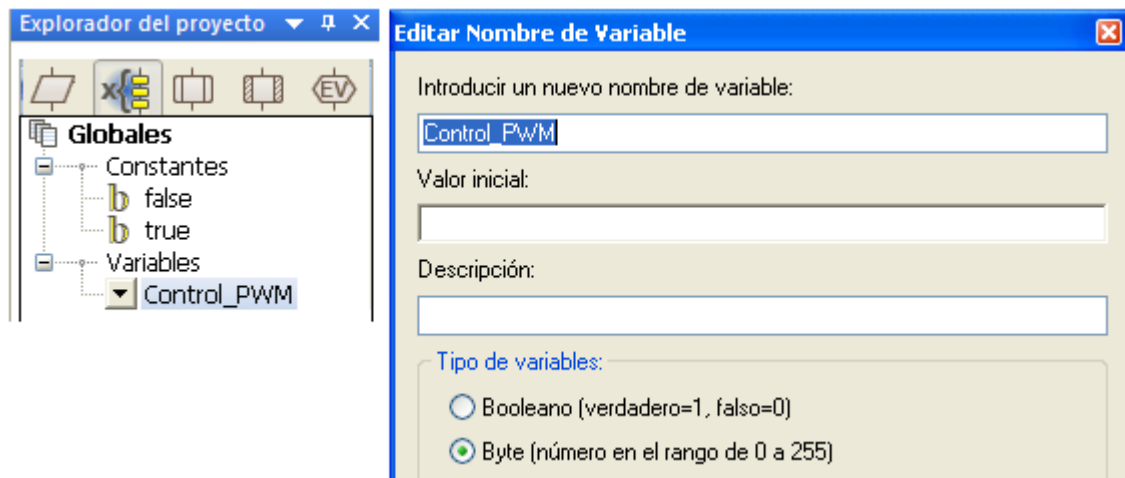 Explorador del proyecto
x{
EV
Globales
Constantes
b false
b true
Variables
Control_PWM
Editar Nombre de Variable
Introducir un nuevo nombre de variable:
Control_PWM
Valor inicial:
Descripción:
Tipo de variables:
Booleano (verdadero=1, falso=0)
Byte (número en el rango de 0 a 255)